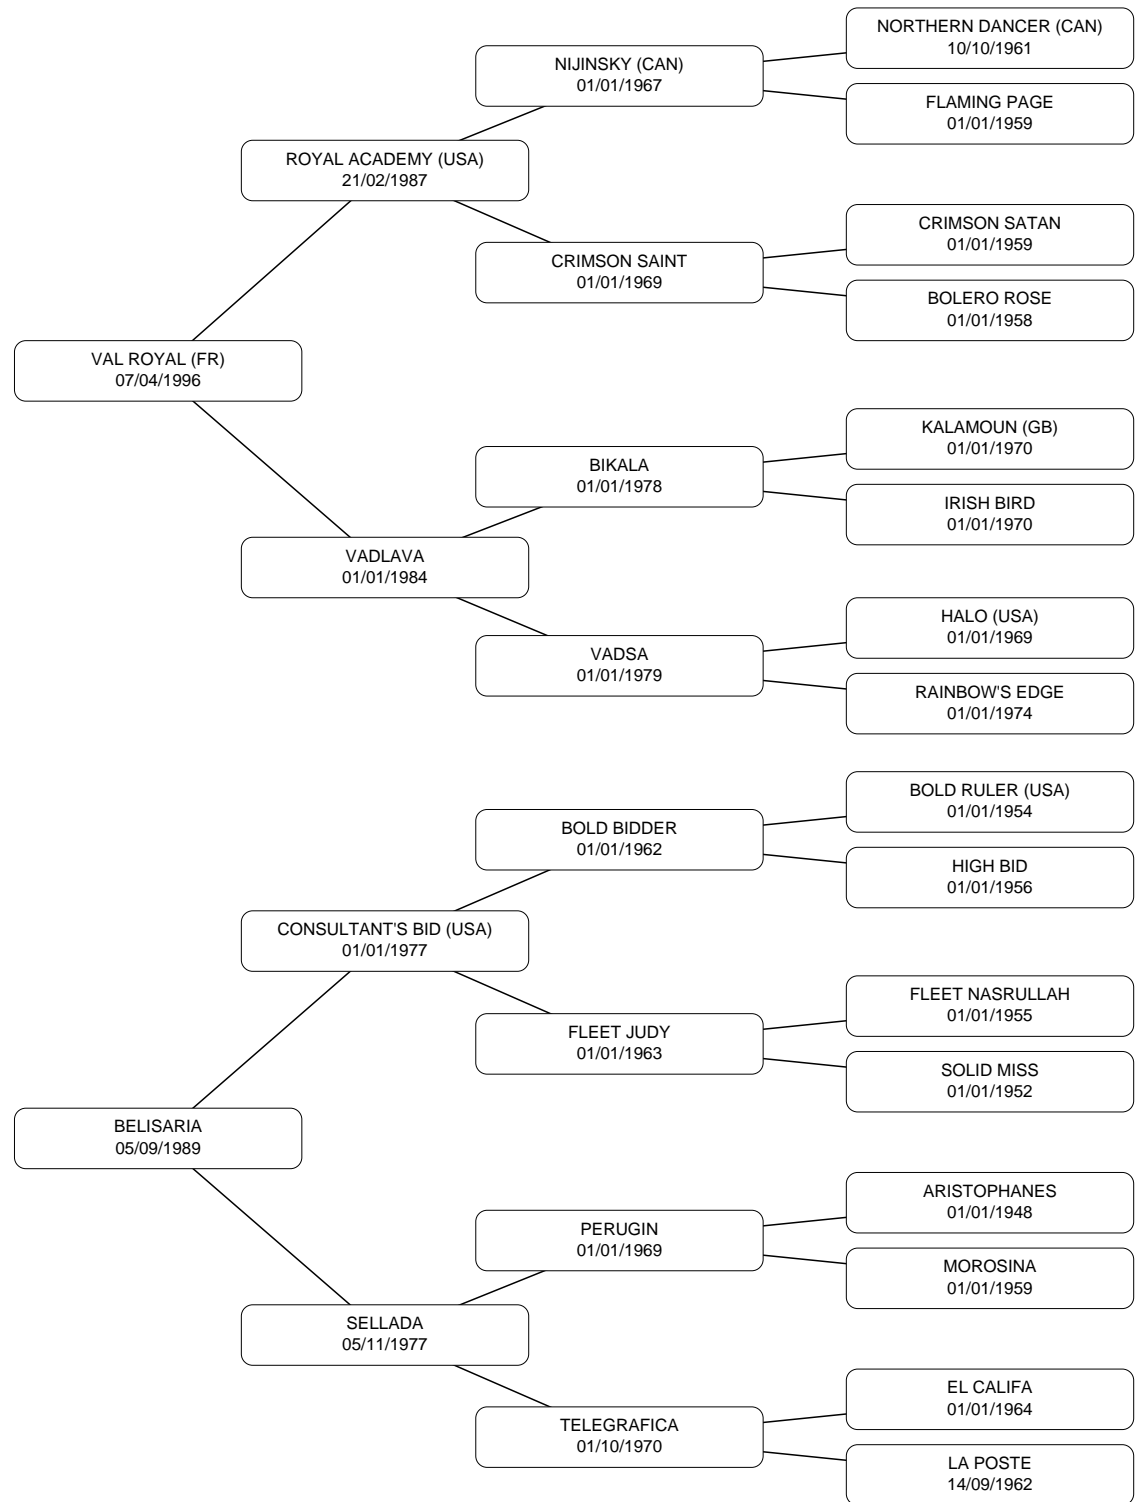 NORTHERN DANCER (CAN)
10/10/1961
NIJINSKY (CAN)
01/01/1967
FLAMING PAGE
01/01/1959
ROYAL ACADEMY (USA)
21/02/1987
CRIMSON SATAN
01/01/1959
CRIMSON SAINT
01/01/1969
BOLERO ROSE
01/01/1958
VAL ROYAL (FR)
07/04/1996
KALAMOUN (GB)
01/01/1970
BIKALA
01/01/1978
IRISH BIRD
01/01/1970
VADLAVA
01/01/1984
HALO (USA)
01/01/1969
VADSA
01/01/1979
RAINBOW'S EDGE
01/01/1974
BOLD RULER (USA)
01/01/1954
BOLD BIDDER
01/01/1962
HIGH BID
01/01/1956
CONSULTANT'S BID (USA)
01/01/1977
FLEET NASRULLAH
01/01/1955
FLEET JUDY
01/01/1963
SOLID MISS
01/01/1952
BELISARIA
05/09/1989
ARISTOPHANES
01/01/1948
PERUGIN
01/01/1969
MOROSINA
01/01/1959
SELLADA
05/11/1977
EL CALIFA
01/01/1964
TELEGRAFICA
01/10/1970
LA POSTE
14/09/1962